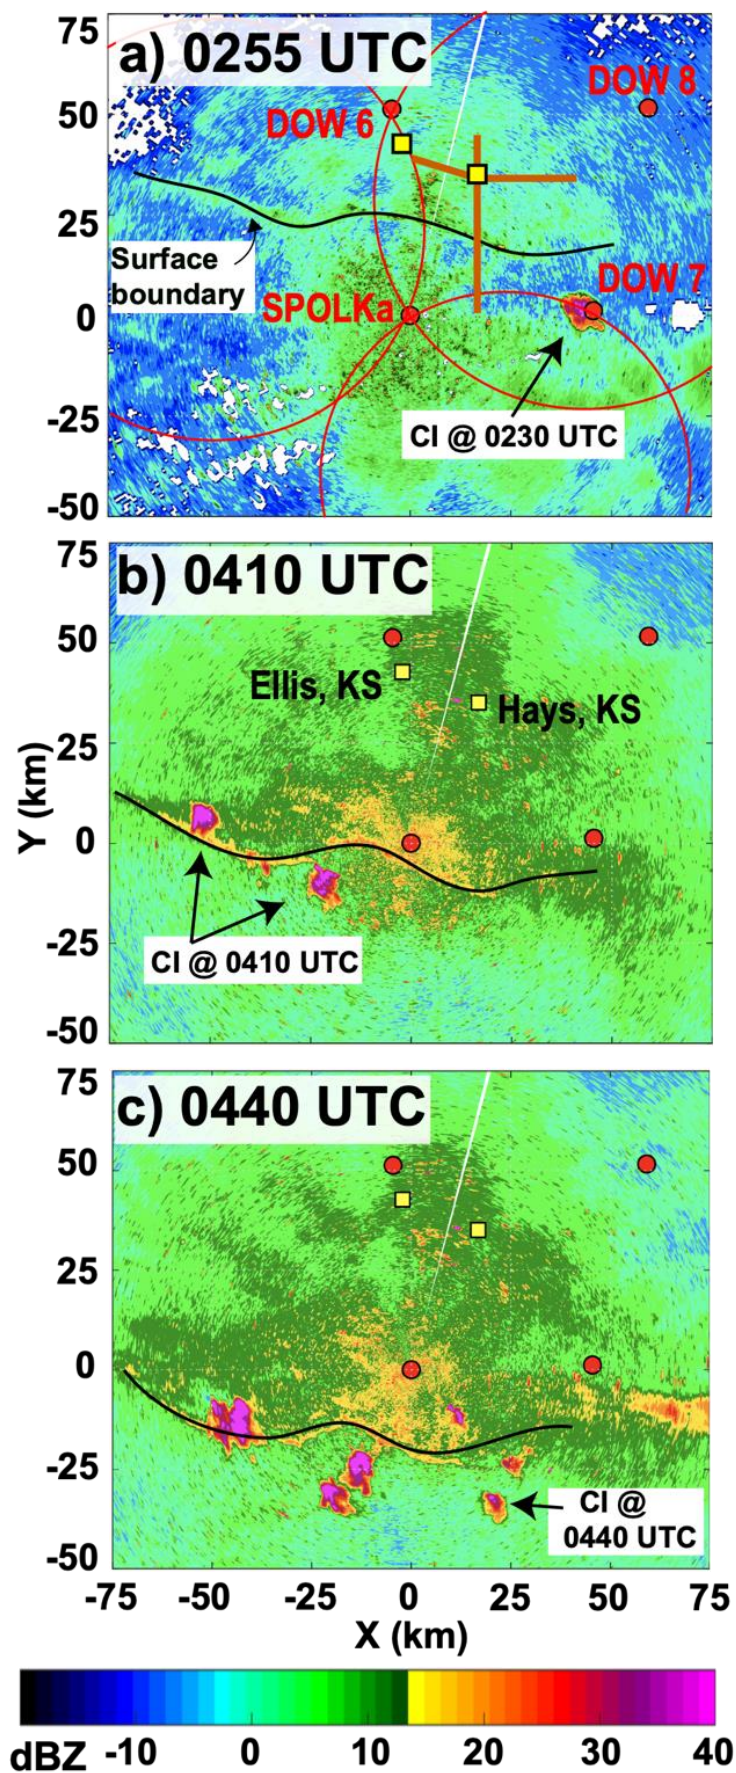 75
a) 0255 UTC
DOW 8
50
DOW 6
25
Surface
boundary
DOW 7
0
SPOLKa
-25
CI @ 0230 UTC
-50
75
b) 0410 UTC
50
Ellis, KS
Hays, KS
25
Y (km)
0
-25
CI @ 0410 UTC
-50
75
c) 0440 UTC
50
25
0
-25
CI @
0440 UTC
-50
-75 -50 -25 0 25 50 75
X (km)
dBZ -10 0 10 20 30 40